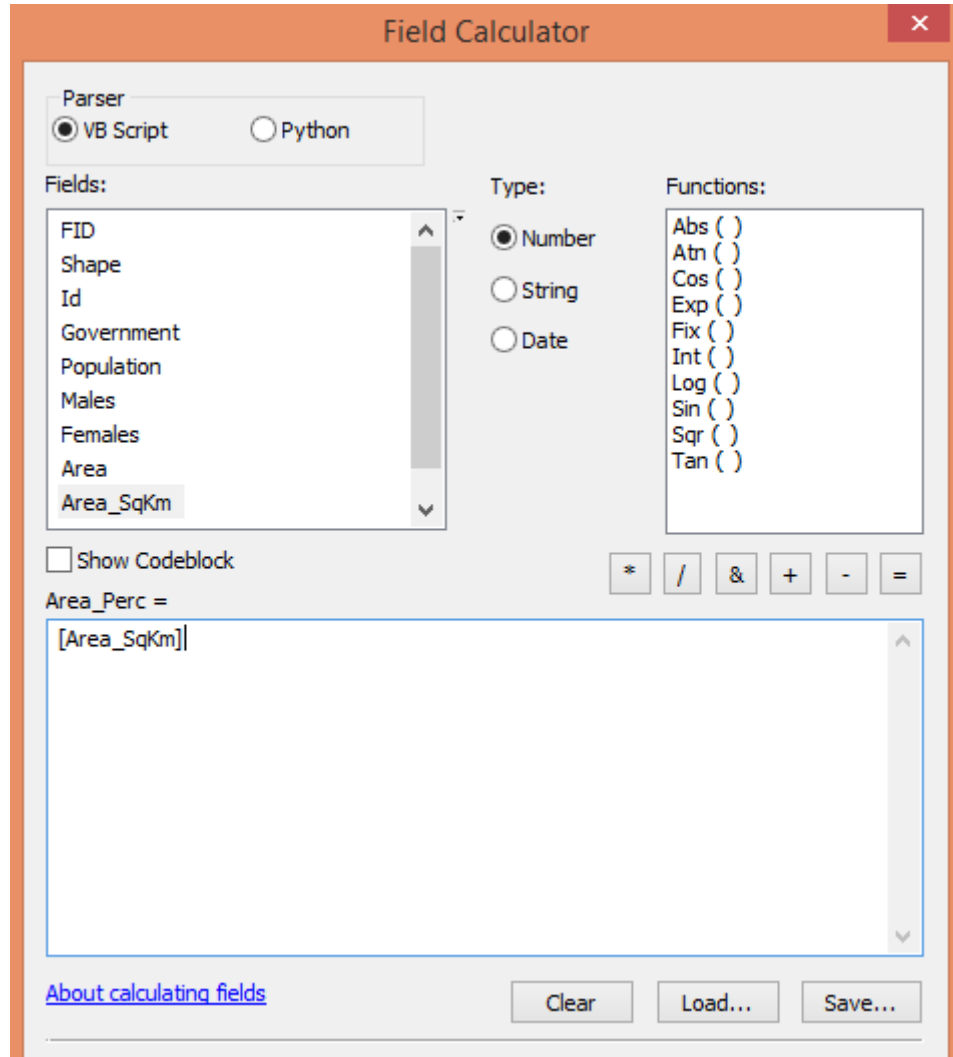 Field Calculator
Parser
VB Script
Python
Fields:
FID
Shape
Id
Government
Population
Males
Females
Area
Area_SqKm
Type:
Number
String
Date
Functions:
Abs ( )
Atn ( )
Cos ( )
Exp ( )
Fix ( )
Int ( )
Log ( )
Sin ( )
Sqr ( )
Tan ( )
Show Codeblock
* / & + - =
Area_Perc =
[Area_SqKm]
About calculating fields
Clear
Load...
Save...